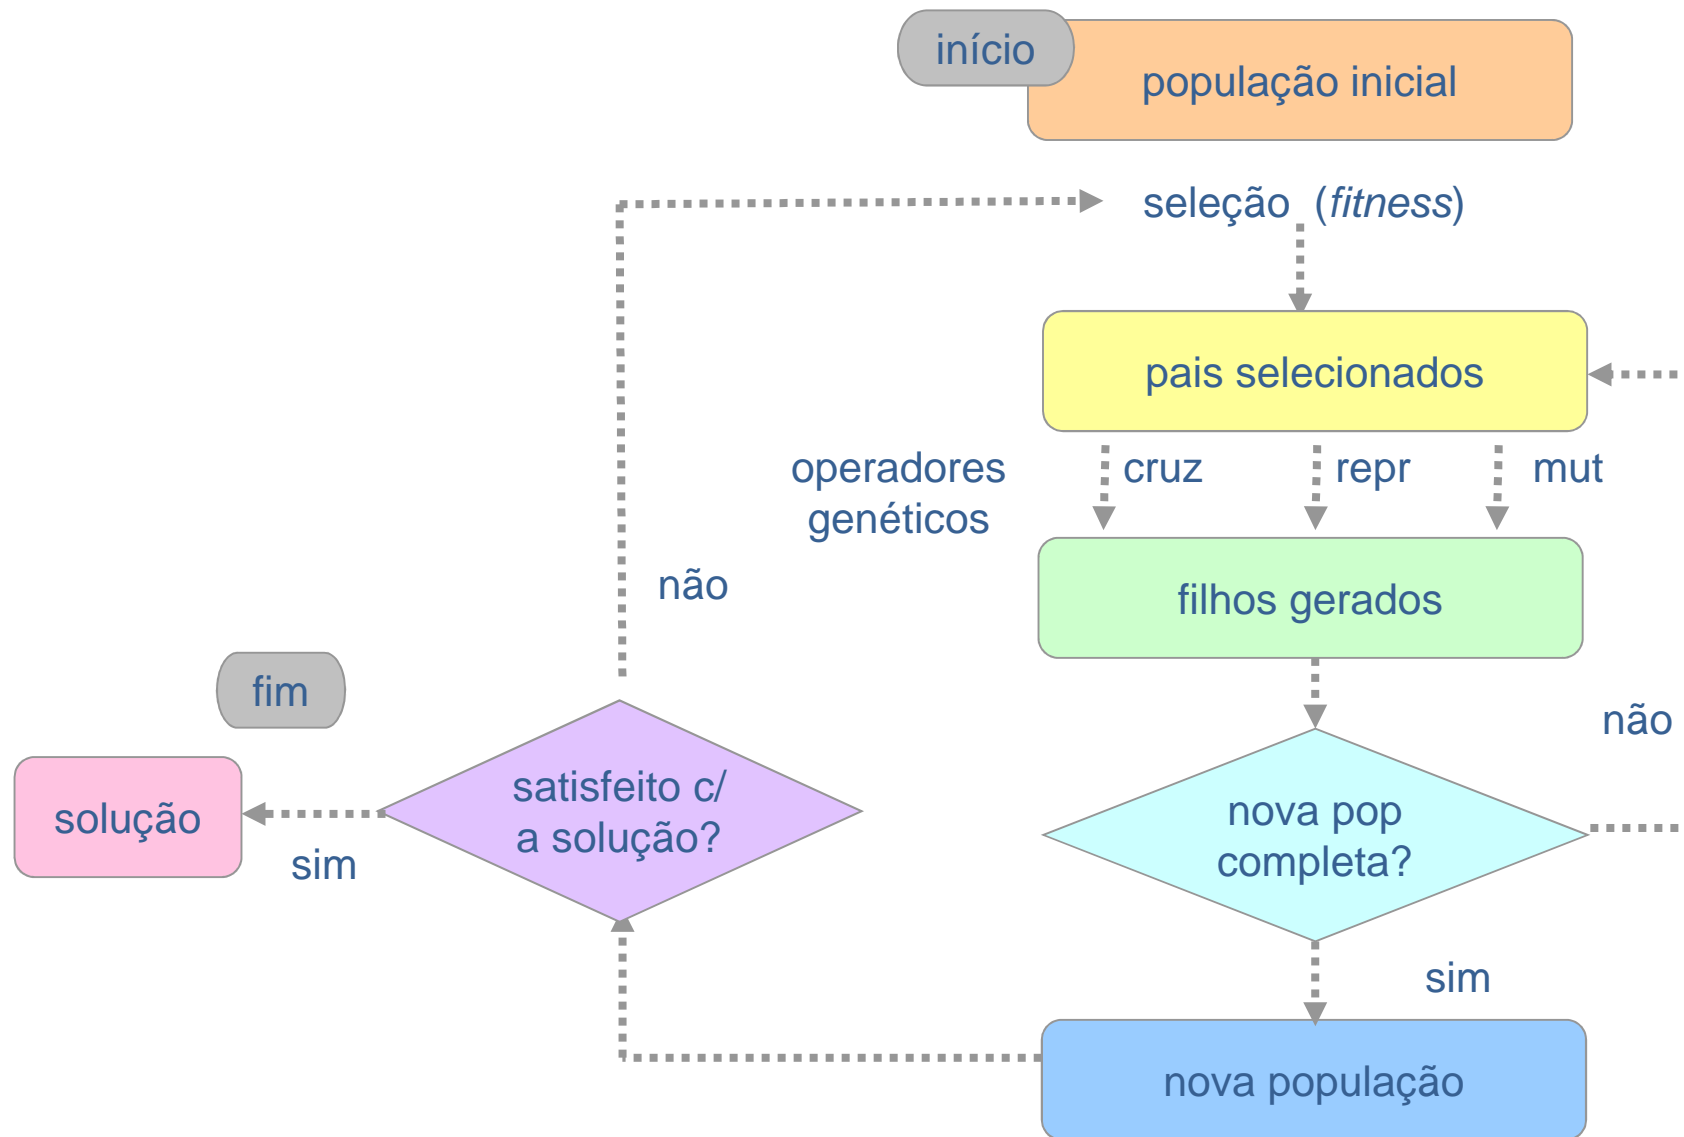 início
população inicial
seleção (fitness)
pais selecionados
operadores
genéticos
cruz
repr
mut
filhos gerados
não
fim
não
satisfeito c/
a solução?
solução
nova pop
completa?
sim
sim
nova população